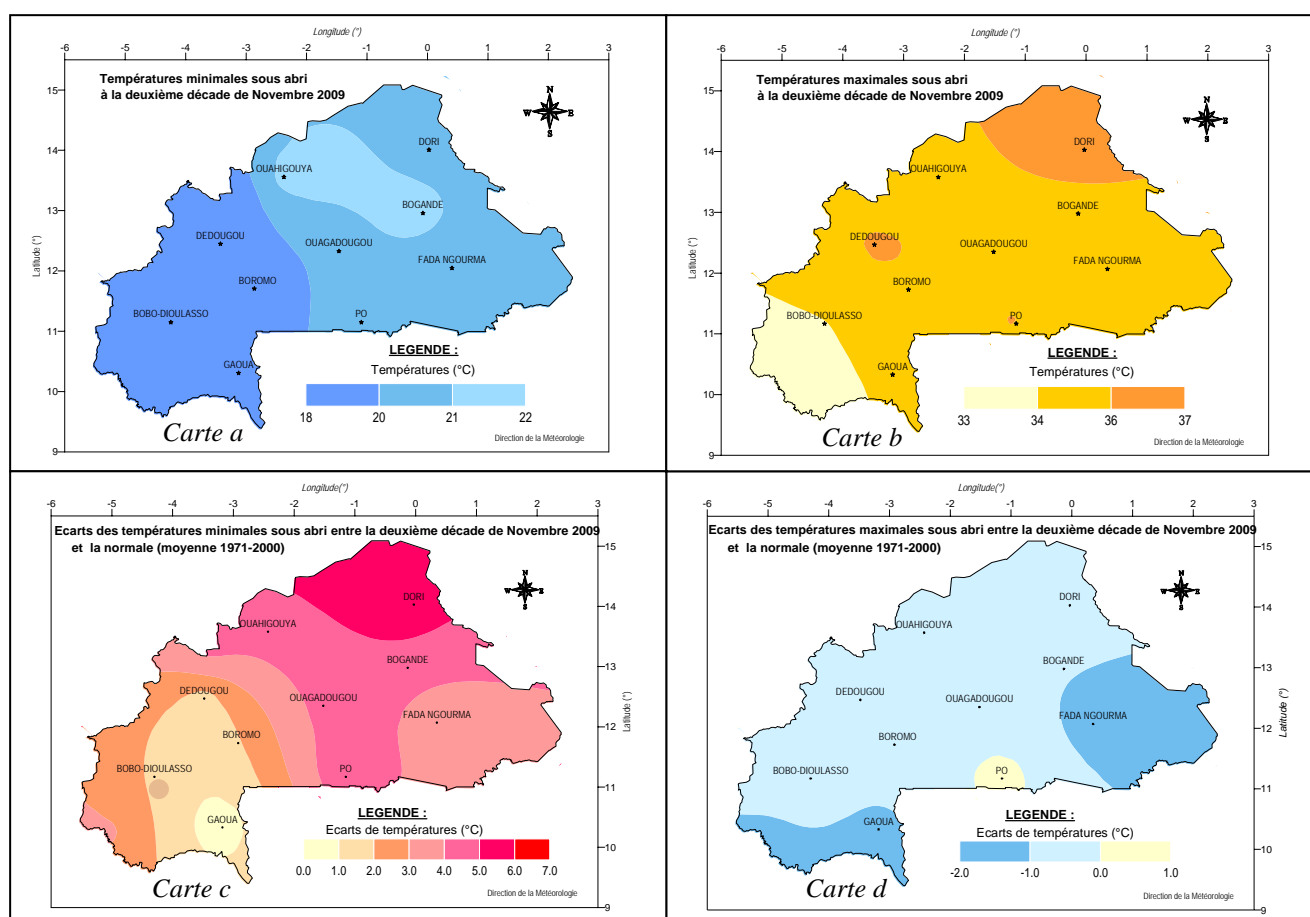 Longitude (°)
-6 -5 -4 -3 -2 -1 0 1 2 3
Températures minimales sous abri
à la deuxième décade de Novembre 2009
N
W E
S
15
14
13
12
11
10
9
Latitude (°)
DORI
OUAHIGOUYA
BOGANDE
DEDOUGOU
OUAGADOUGOU
FADA NGOURMA
BOROMO
BOBO-DIOULASSO
PO
GAOUA
LEGENDE :
Températures (°C)
18 20 21 22
Carte a
Direction de la Météorologie
Longitude (°)
-6 -5 -4 -3 -2 -1 0 1 2 3
Températures maximales sous abri
à la deuxième décade de Novembre 2009
N
W E
S
15
14
13
12
11
10
9
Latitude (°)
DORI
OUAHIGOUYA
BOGANDE
DEDOUGOU
OUAGADOUGOU
FADA NGOURMA
BOROMO
BOBO-DIOULASSO
PO
GAOUA
LEGENDE :
Températures (°C)
33 34 36 37
Carte b
Direction de la Météorologie
Longitude(°)
-6 -5 -4 -3 -2 -1 0 1 2 3
Ecarts des températures minimales sous abri entre la deuxième décade de Novembre 2009
et la normale (moyenne 1971-2000)
N
W E
S
15
14
13
12
11
10
9
Latitude (°)
DORI
OUAHIGOUYA
BOGANDE
DEDOUGOU
OUAGADOUGOU
FADA NGOURMA
BOROMO
BOBO-DIOULASSO
PO
GAOUA
LEGENDE :
Ecarts de températures (°C)
0.0 1.0 2.0 3.0 4.0 5.0 6.0 7.0
Carte c
Direction de la Météorologie
Longitude(°)
-6 -5 -4 -3 -2 -1 0 1 2 3
Ecarts des températures maximales sous abri entre la deuxième décade de Novembre 2009
et la normale (moyenne 1971-2000)
N
W E
S
15
14
13
12
11
10
9
Latitude (°)
DORI
OUAHIGOUYA
BOGANDE
DEDOUGOU
OUAGADOUGOU
FADA NGOURMA
BOROMO
BOBO-DIOULASSO
PO
GAOUA
LEGENDE :
Ecarts de températures (°C)
-2.0 -1.0 0.0 1.0
Carte d
Direction de la Météorologie